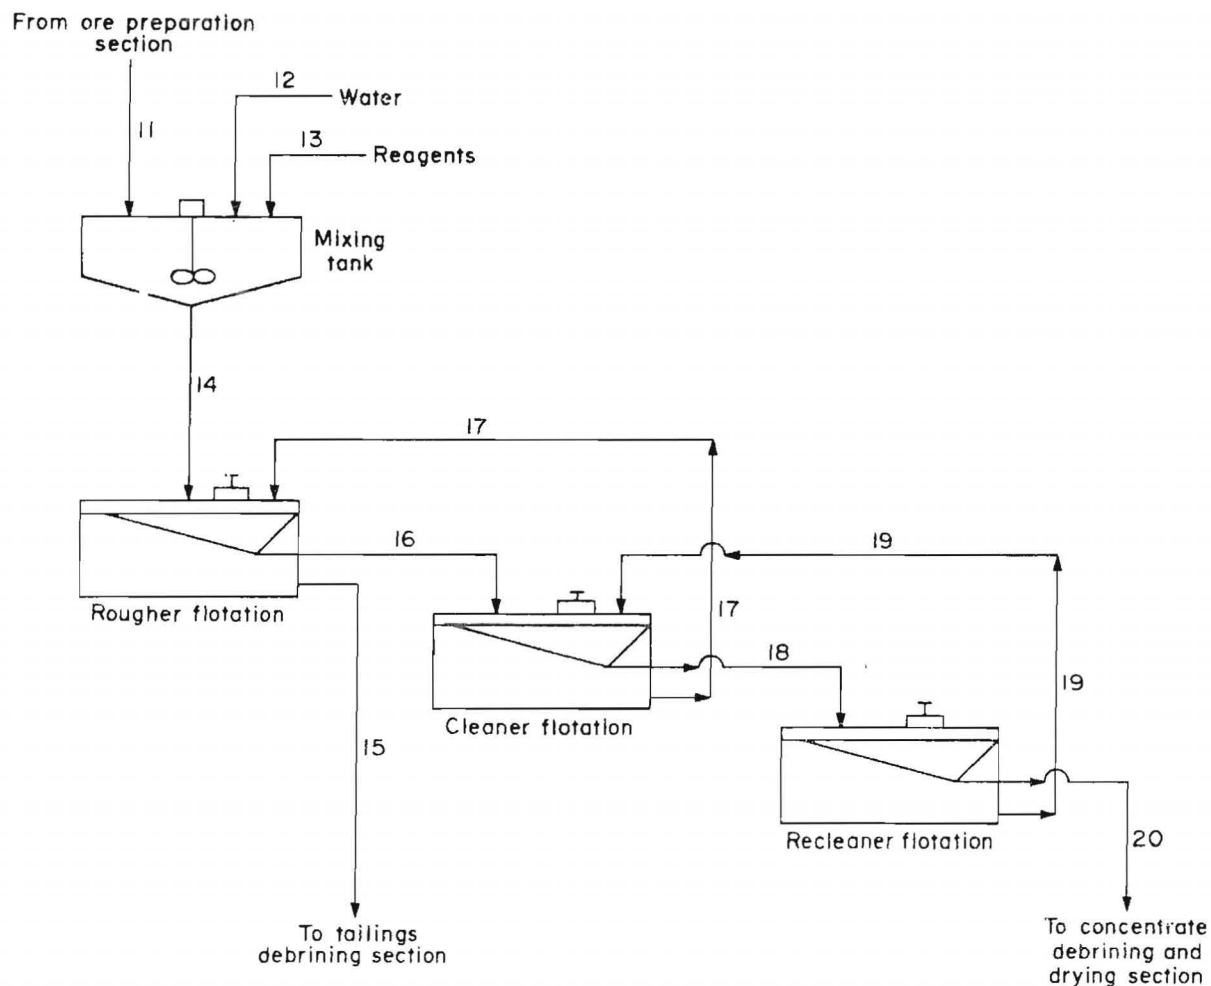 From ore preparation
section
12
Water
11
13
Reagents
Mixing
tank
14
17
16
19
Rougher flotation
17
18
19
Cleaner flotation
15
Recleaner flotation
20
To tailings
debrining section
To concentrate
debrining and
drying section